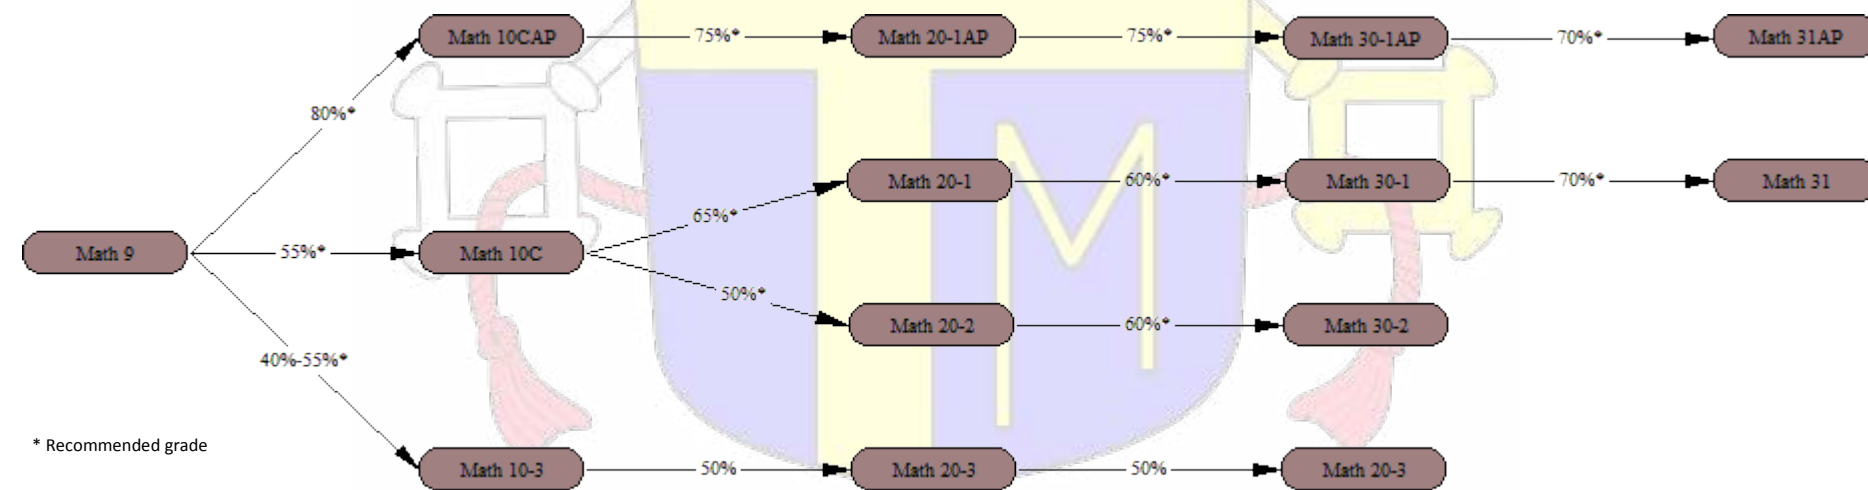 Math 10CAP 75%* Math 20-1AP 75%* Math 30-1AP 70%* Math 31AP
80%*
Math 20-1 60%* Math 30-1 70%* Math 31
65%*
Math 9 55%* Math 10C
50%*
Math 20-2 60%* Math 30-2
40%-55%*
* Recommended grade
Math 10-3 50% Math 20-3 50% Math 20-3
M